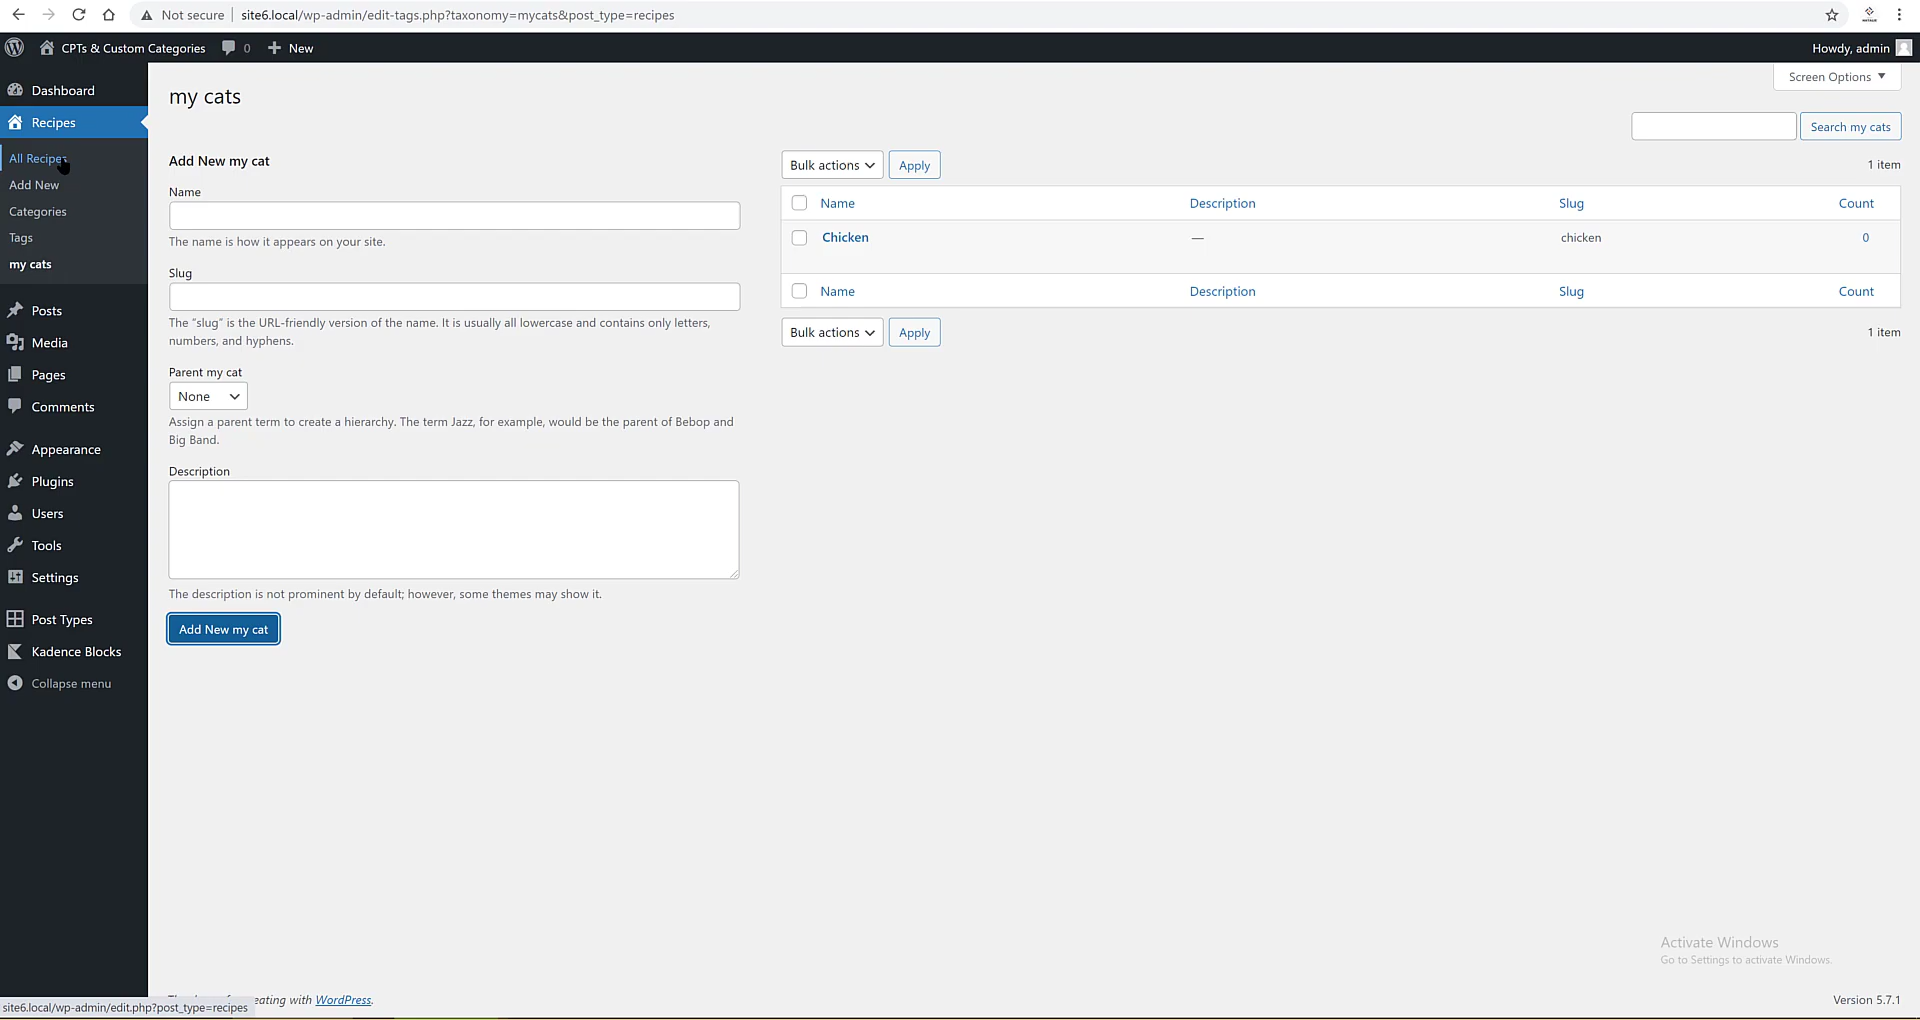 Not secure site6.local/wp-admin/edit-tags.php?taxonomy=mycats&post_type=recipes
CPTs & Custom Categories 0 New Howdy, admin
Screen Options
Dashboard
Recipes
All Recipes
Add New
Categories
Tags
my cats
Posts
Media
Pages
Comments
Appearance
Plugins
Users
Tools
Settings
Post Types
Kadence Blocks
Collapse menu
my cats
Search my cats
Add New my cat
Name
The name is how it appears on your site.
Slug
The “slug” is the URL-friendly version of the name. It is usually all lowercase and contains only letters,
numbers, and hyphens.
Parent my cat
None
Assign a parent term to create a hierarchy. The term Jazz, for example, would be the parent of Bebop and
Big Band.
Description
The description is not prominent by default; however, some themes may show it.
Add New my cat
Bulk actions Apply 1 item
Name Description Slug Count
Chicken — chicken 0
Name Description Slug Count
Bulk actions Apply 1 item
Activate Windows
Go to Settings to activate Windows.
eating with WordPress. Version 5.7.1
site6.local/wp-admin/edit.php?post_type=recipes